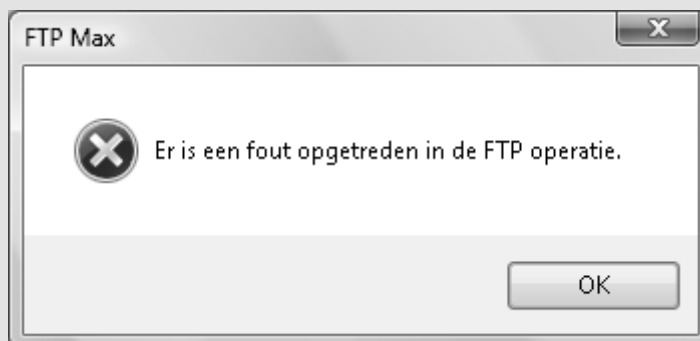 FTP Max
Er is een fout opgetreden in de FTP operatie.
OK